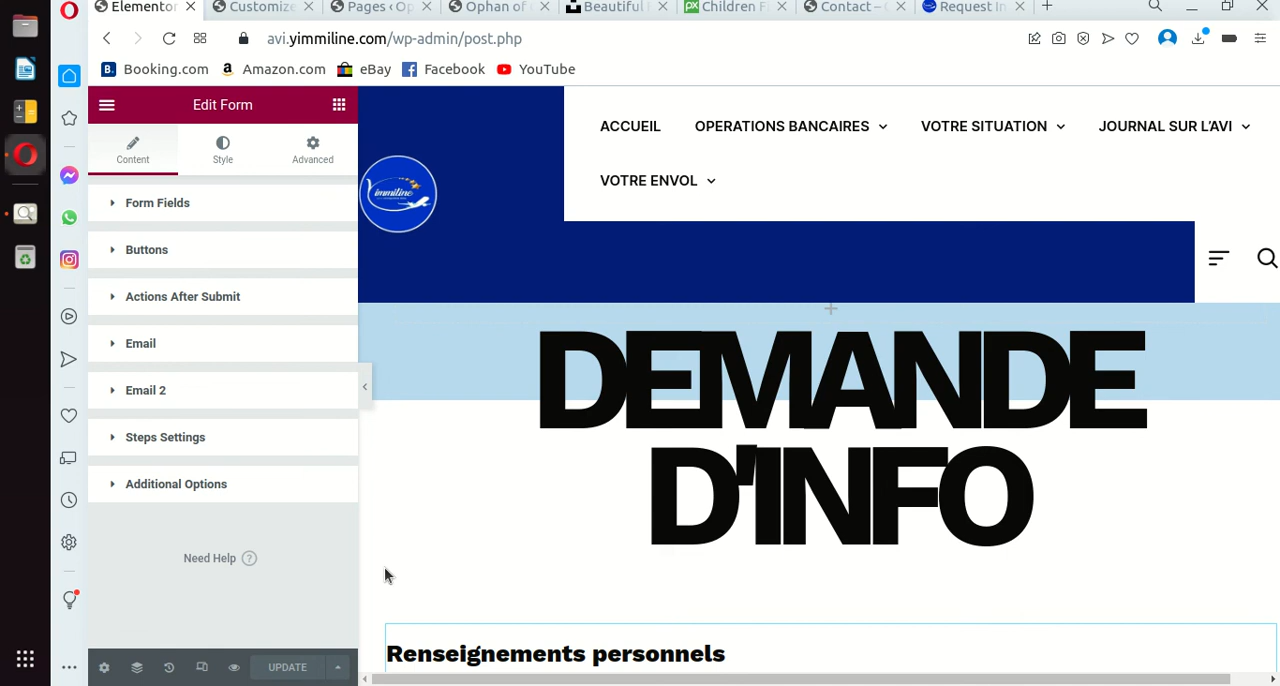 Elementor
Customize
Pages ‹ Op
Ophan of
Beautiful
Children F
Contact –
Request In
avi.yimmiline.com/wp-admin/post.php
Booking.com
Amazon.com
eBay
Facebook
YouTube
Edit Form
Content
Style
Advanced
Form Fields
Buttons
Actions After Submit
Email
Email 2
Steps Settings
Additional Options
Need Help
UPDATE
ACCUEIL
OPERATIONS BANCAIRES
VOTRE SITUATION
JOURNAL SUR L'AVI
VOTRE ENVOL
Yimmiline
DEMANDE
D'INFO
Renseignements personnels